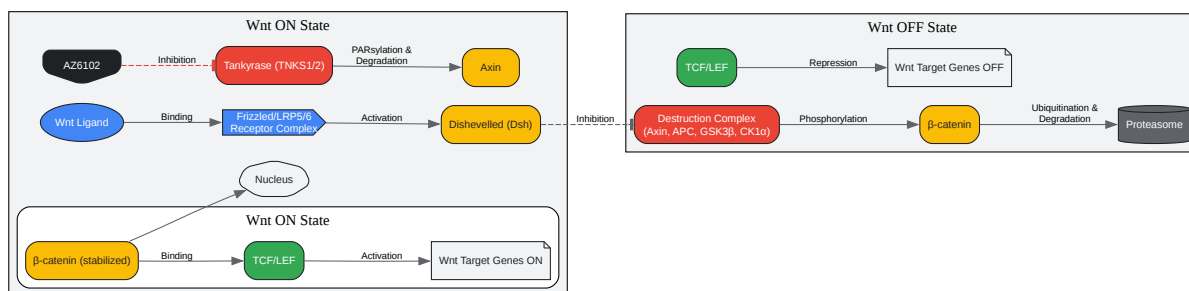 Wnt ON State
AZ6102
Inhibition
Tankyrase (TNKS1/2)
PARsylation &
Degradation
Axin
Wnt Ligand
Binding
Frizzled/LRP5/6
Receptor Complex
Activation
Dishevelled (Dsh)
Inhibition
Nucleus
Wnt ON State
β-catenin (stabilized)
Binding
TCF/LEF
Activation
Wnt Target Genes ON
Wnt OFF State
TCF/LEF
Repression
Wnt Target Genes OFF
Destruction Complex
(Axin, APC, GSK3β, CK1α)
Phosphorylation
β-catenin
Ubiquitination &
Degradation
Proteasome